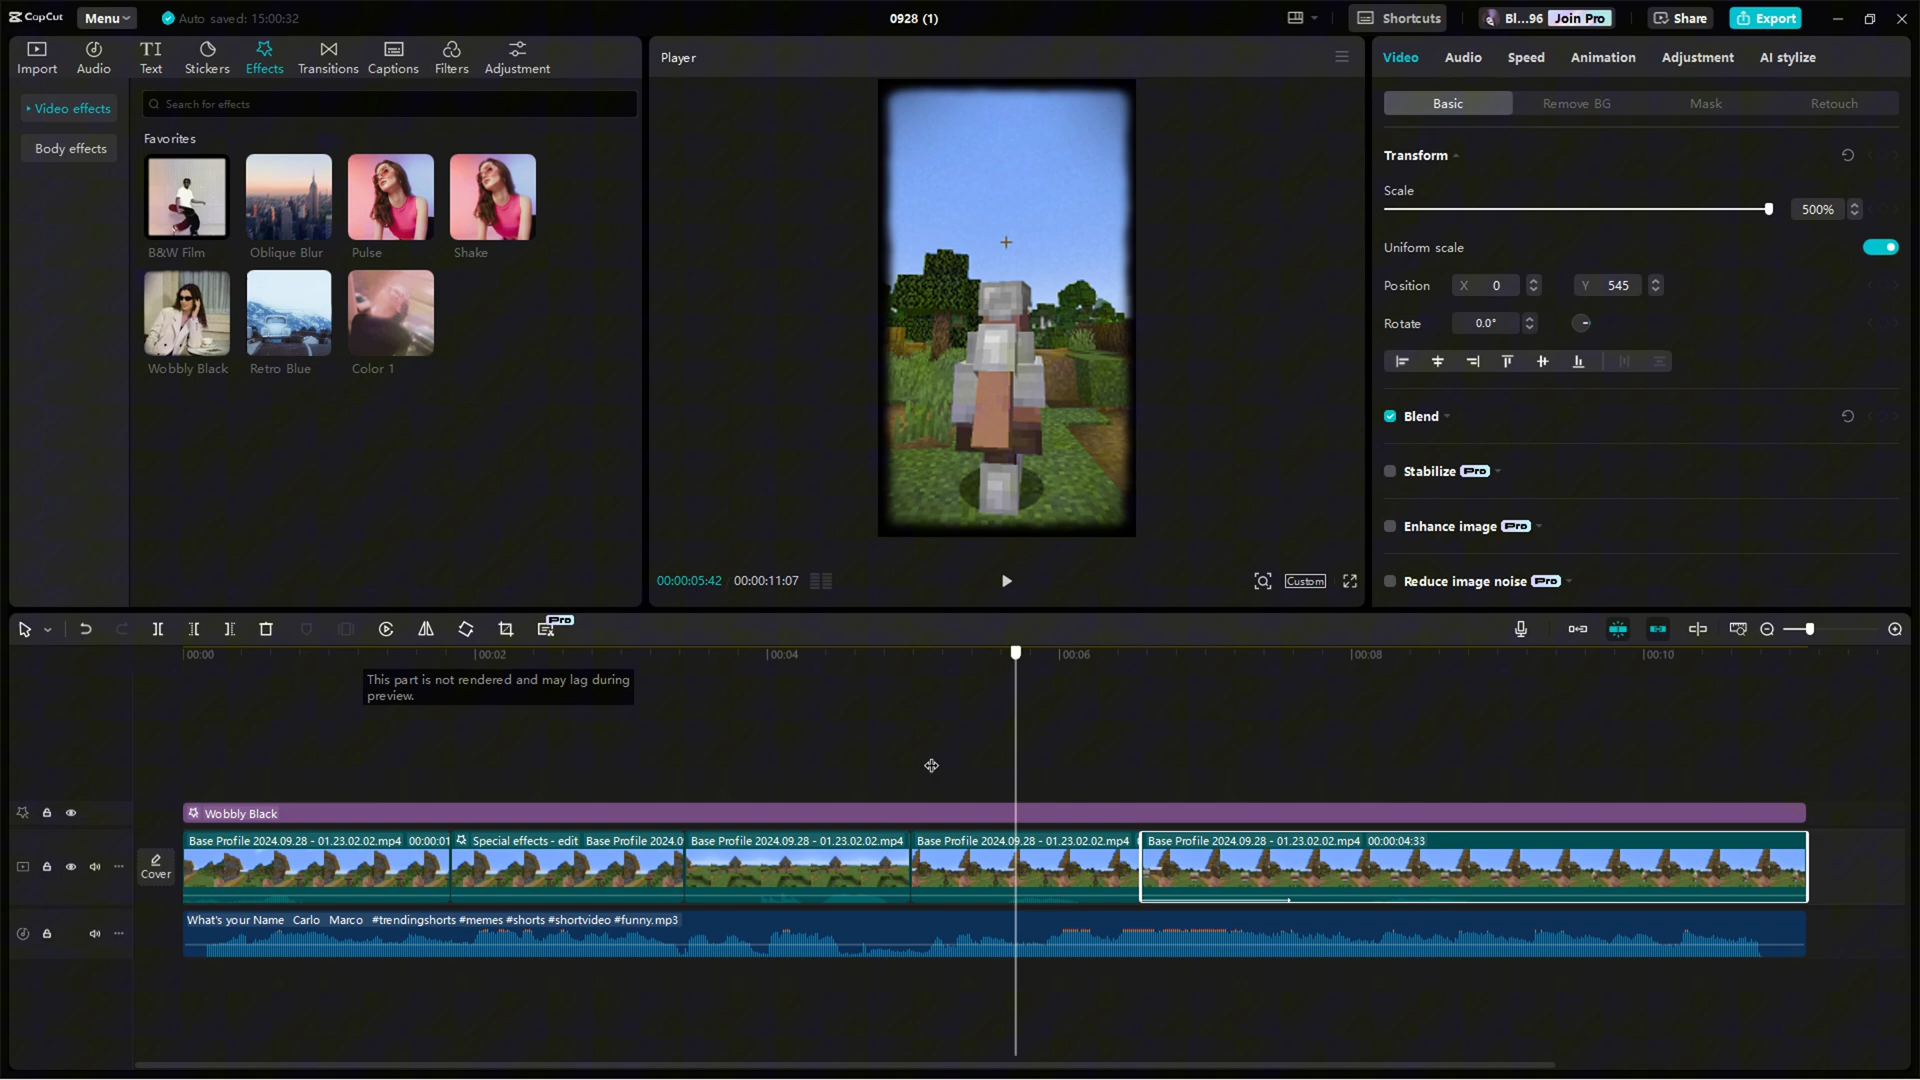 CapCut
Menu
Auto saved: 15:00:32
0928 (1)
Shortcuts
Bl...96
Join Pro
Share
Export
Import
Audio
TI
Text
Stickers
Effects
Transitions
Captions
Filters
Adjustment
Video effects
Body effects
Search for effects
Favorites
B&W Film
Oblique Blur
Pulse
Shake
Wobbly Black
Retro Blue
Color 1
Player
00:00:05:42
00:00:11:07
Custom
Video
Audio
Speed
Animation
Adjustment
AI stylize
Basic
Remove BG
Mask
Retouch
Transform
Scale
500%
Uniform scale
Position
X 0
Y 545
Rotate
0.0°
Blend
Stabilize Pro
Enhance image Pro
Reduce image noise Pro
Pro
00:00
00:02
00:04
00:06
00:08
00:10
This part is not rendered and may lag during
preview.
Wobbly Black
Cover
Base Profile 2024.09.28 - 01.23.02.02.mp4 00:00:01
Special effects - edit Base Profile 2024.0
Base Profile 2024.09.28 - 01.23.02.02.mp4
Base Profile 2024.09.28 - 01.23.02.02.mp4
Base Profile 2024.09.28 - 01.23.02.02.mp4 00:00:04:33
What's your Name Carlo Marco #trendingshorts #memes #shorts #shortvideo #funny.mp3